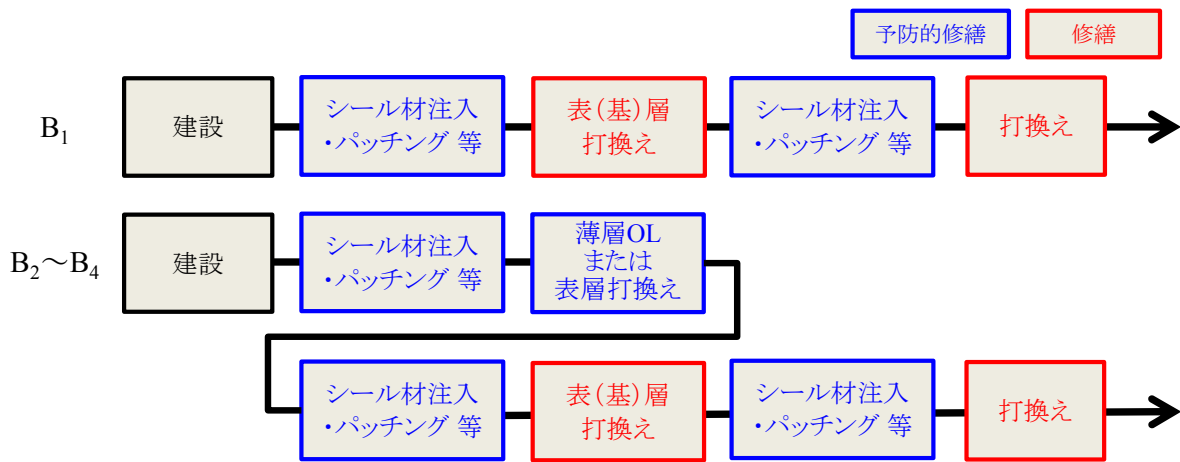 予防的修繕
修繕
B1
建設
シール材注入
・パッチング 等
表(基)層
打換え
シール材注入
・パッチング 等
打換え
B2～B4
建設
シール材注入
・パッチング 等
薄層OL
または
表層打換え
シール材注入
・パッチング 等
表(基)層
打換え
シール材注入
・パッチング 等
打換え